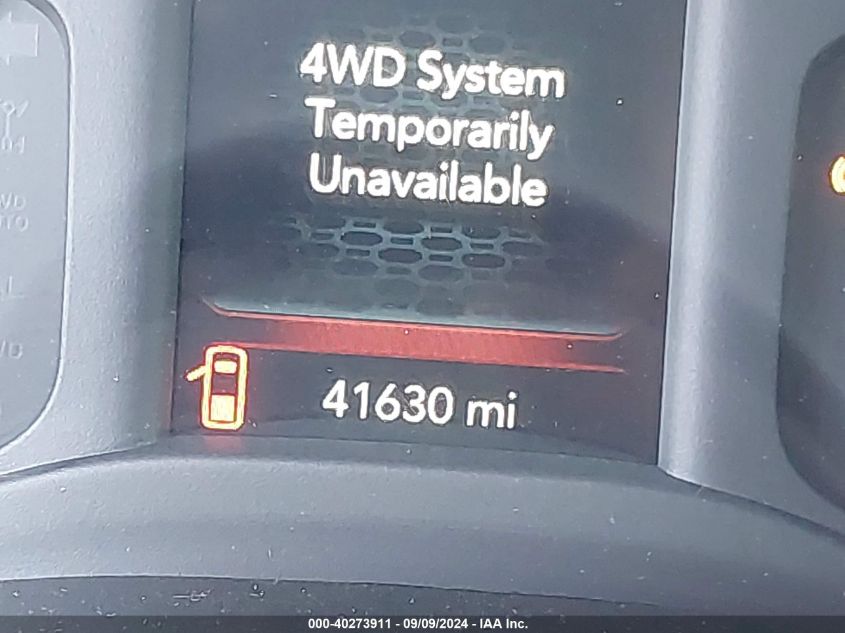 4WD System
Temporarily
Unavailable
41630 mi
000-40273911 - 09/09/2024 - IAA Inc.